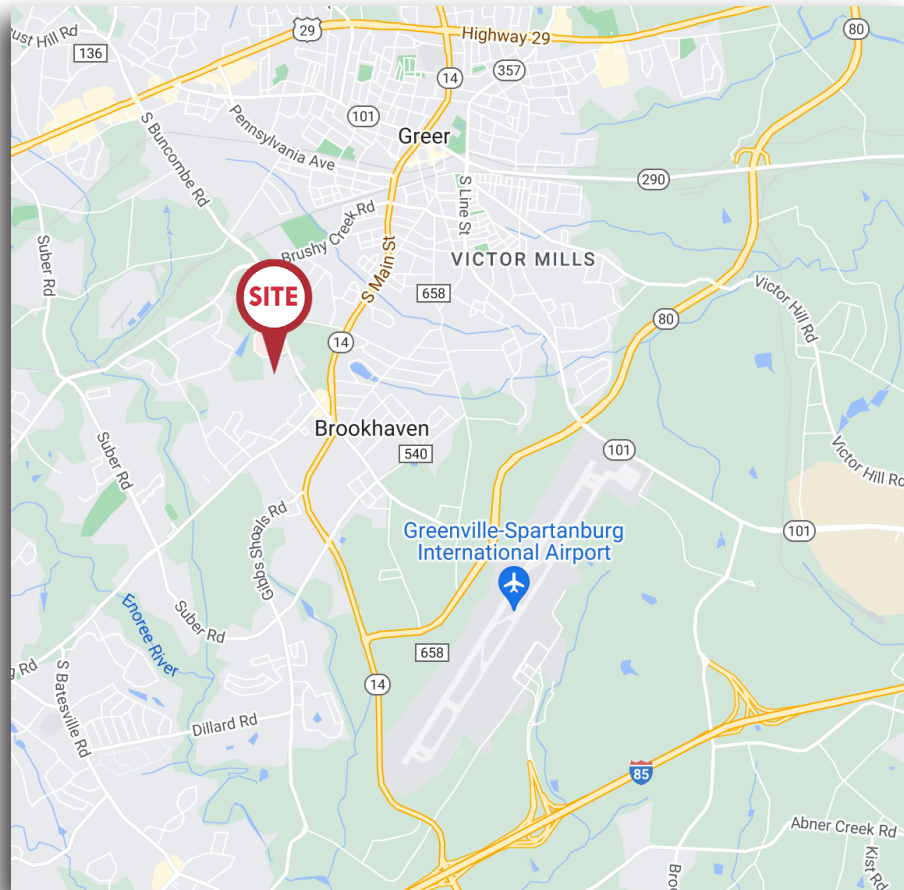 ust Hill Rd
136
29
Highway 29
80
14
357
101
Pennsylvania Ave
S Buncombe Rd
Greer
290
S Line St
Brushy Creek Rd
Suber Rd
VICTOR MILLS
S Main St
658
SITE
Victor Hill Rd
80
14
Brookhaven
540
101
Suber Rd
Victor Hill Rd
Gibbs Shoals Rd
Greenville-Spartanburg
International Airport
101
Enoree River
Suber Rd
658
g Rd
S Batesville Rd
14
Dillard Rd
85
Abner Creek Rd
Kist Rd
Bro